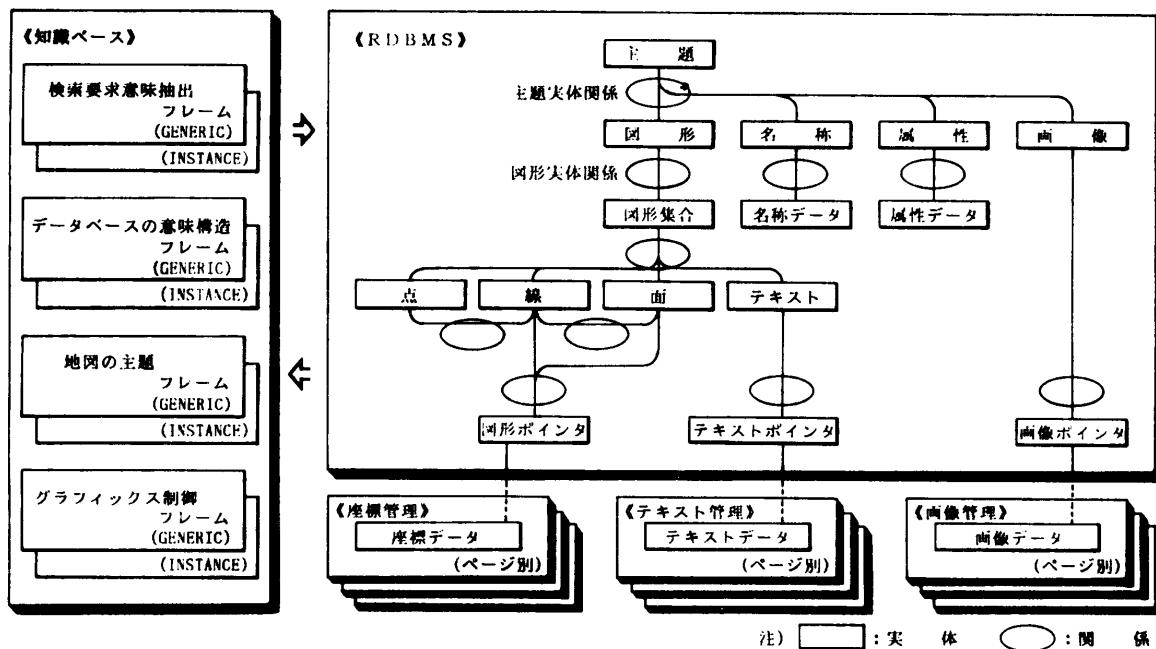 《知識ベース》
検索要求意味抽出
フレーム
(GENERIC)
(INSTANCE)
データベースの意味構造
フレーム
(GENERIC)
(INSTANCE)
地図の主題
フレーム
(GENERIC)
(INSTANCE)
グラフィックス制御
フレーム
(GENERIC)
(INSTANCE)
《RDBMS》
主 題
主題実体関係
図 形 名 称 属 性 画 像
図形実体関係
図形集合 名称データ 属性データ
点 線 面 テキスト
図形ポインタ テキストポインタ 画像ポインタ
《座標管理》
座標データ
(ページ別)
《テキスト管理》
テキストデータ
(ページ別)
《画像管理》
画像データ
(ページ別)
注) :実 体 :関 係